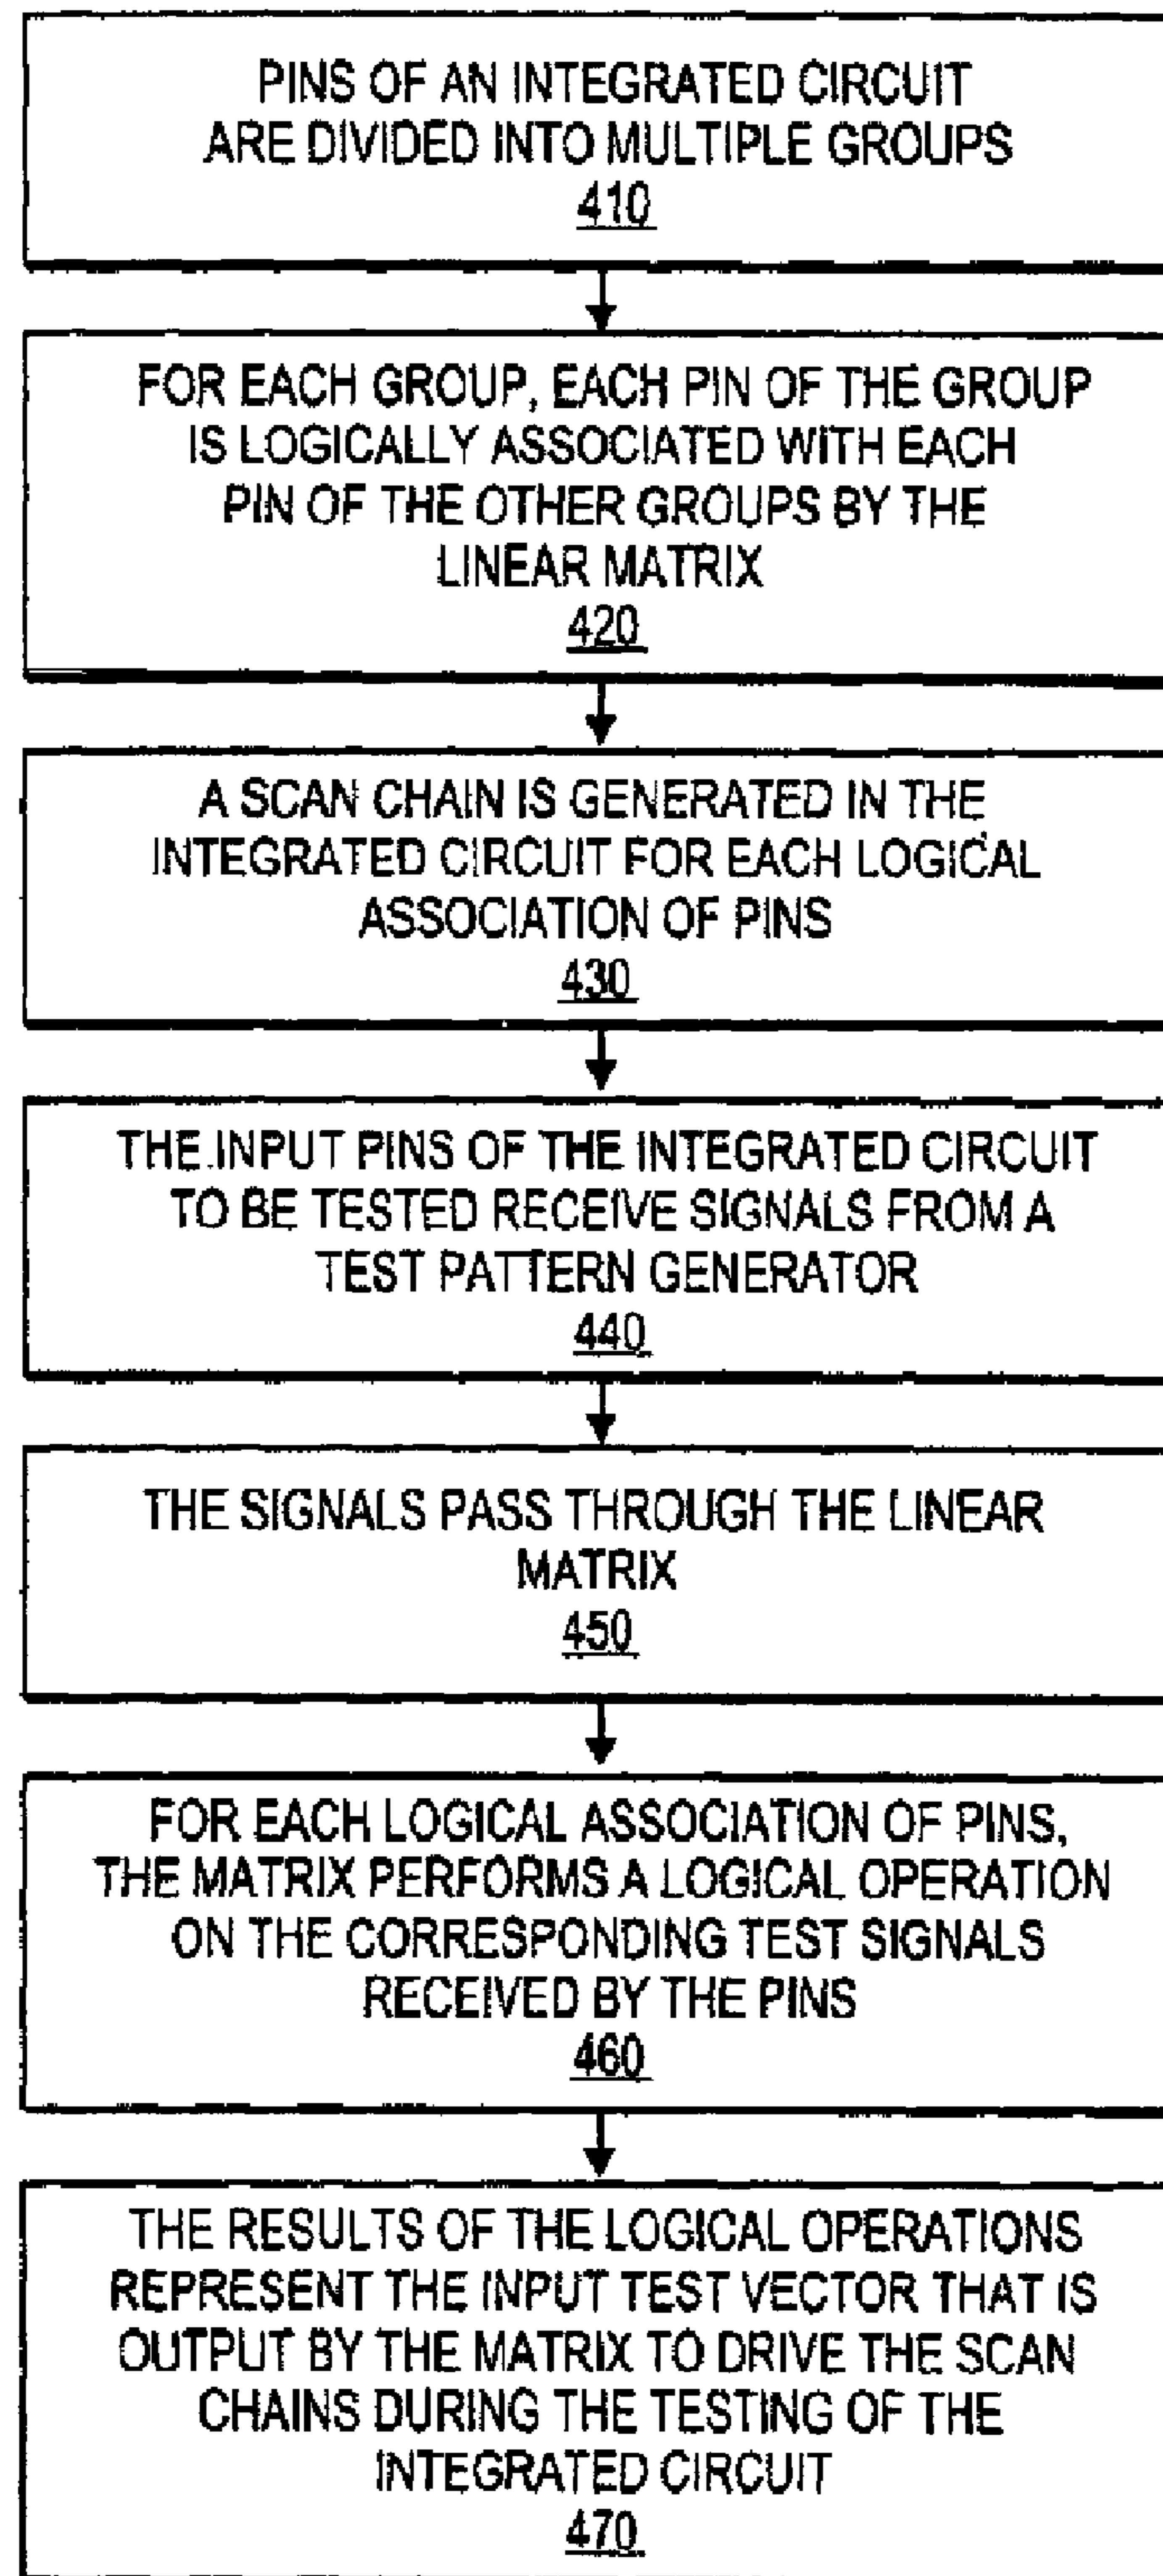 PINS OF AN INTEGRATED CIRCUIT
ARE DIVIDED INTO MULTIPLE GROUPS
410
FOR EACH GROUP, EACH PIN OF THE GROUP
IS LOGICALLY ASSOCIATED WITH EACH
PIN OF THE OTHER GROUPS BY THE
LINEAR MATRIX
420
A SCAN CHAIN IS GENERATED IN THE
INTEGRATED CIRCUIT FOR EACH LOGICAL
ASSOCIATION OF PINS
430
THE INPUT PINS OF THE INTEGRATED CIRCUIT
TO BE TESTED RECEIVE SIGNALS FROM A
TEST PATTERN GENERATOR
440
THE SIGNALS PASS THROUGH THE LINEAR
MATRIX
450
FOR EACH LOGICAL ASSOCIATION OF PINS,
THE MATRIX PERFORMS A LOGICAL OPERATION
ON THE CORRESPONDING TEST SIGNALS
RECEIVED BY THE PINS
460
THE RESULTS OF THE LOGICAL OPERATIONS
REPRESENT THE INPUT TEST VECTOR THAT IS
OUTPUT BY THE MATRIX TO DRIVE THE SCAN
CHAINS DURING THE TESTING OF THE
INTEGRATED CIRCUIT
470